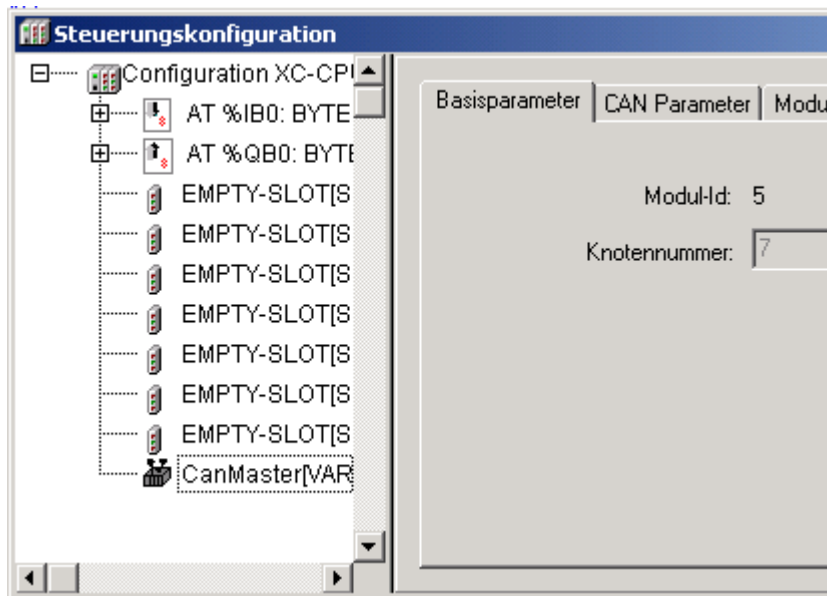 Steuerungskonfiguration
Configuration XC-CPU
AT %IB0: BYTE
AT %QB0: BYTE
EMPTY-SLOT[S
EMPTY-SLOT[S
EMPTY-SLOT[S
EMPTY-SLOT[S
EMPTY-SLOT[S
EMPTY-SLOT[S
EMPTY-SLOT[S
CanMaster[VAR
Basisparameter
CAN Parameter
Modu
Modul-Id: 5
Knotennummer: 7